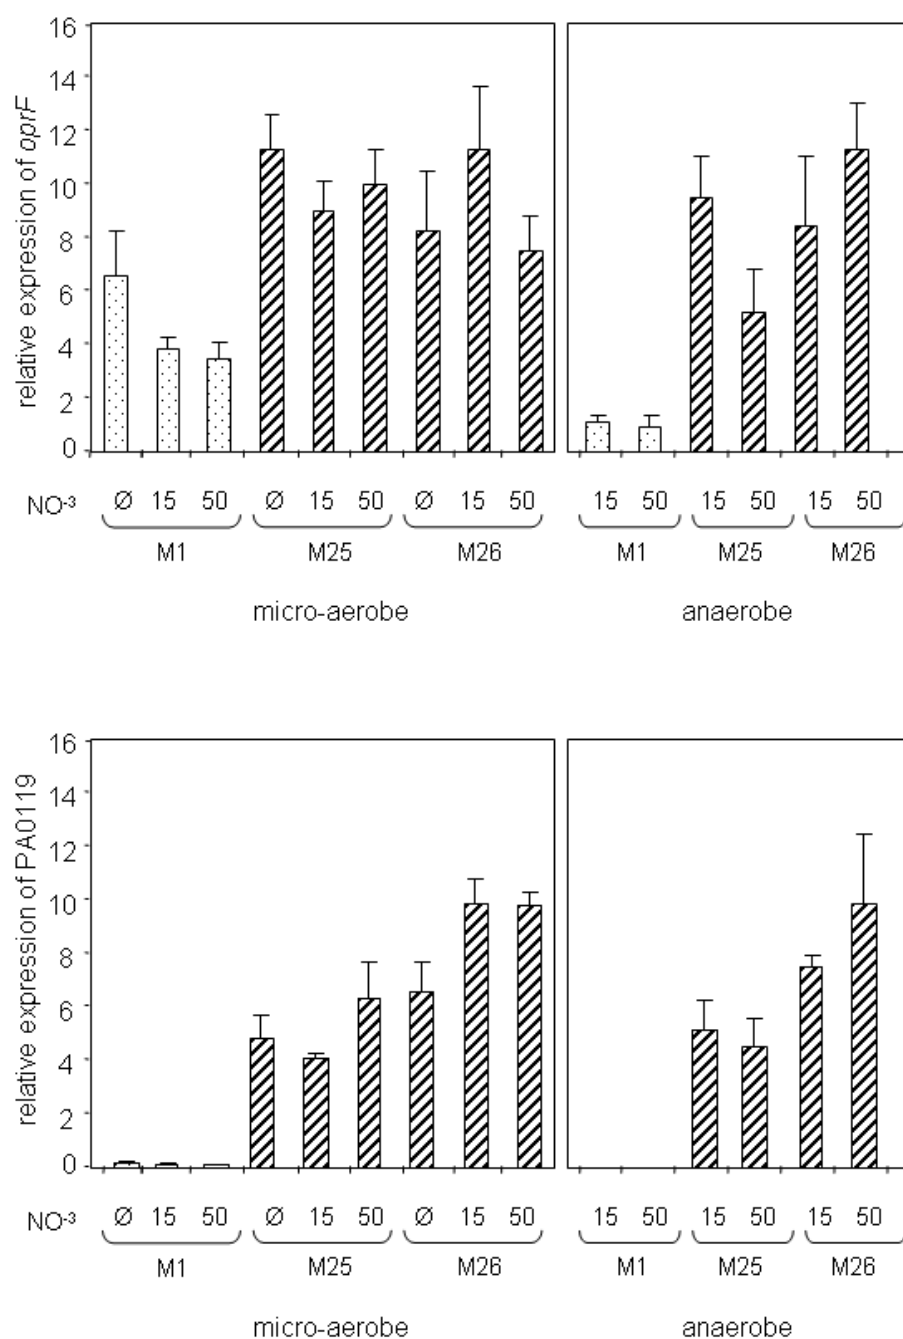 relative expression of oprF
16
14
12
10
8
6
4
2
0
NO-3 Ø 15 50 Ø 15 50 Ø 15 50 15 50 15 50 15 50
M1 M25 M26 M1 M25 M26
micro-aerobe anaerobe
relative expression of PA0119
16
14
12
10
8
6
4
2
0
NO-3 Ø 15 50 Ø 15 50 Ø 15 50 15 50 15 50 15 50
M1 M25 M26 M1 M25 M26
micro-aerobe anaerobe